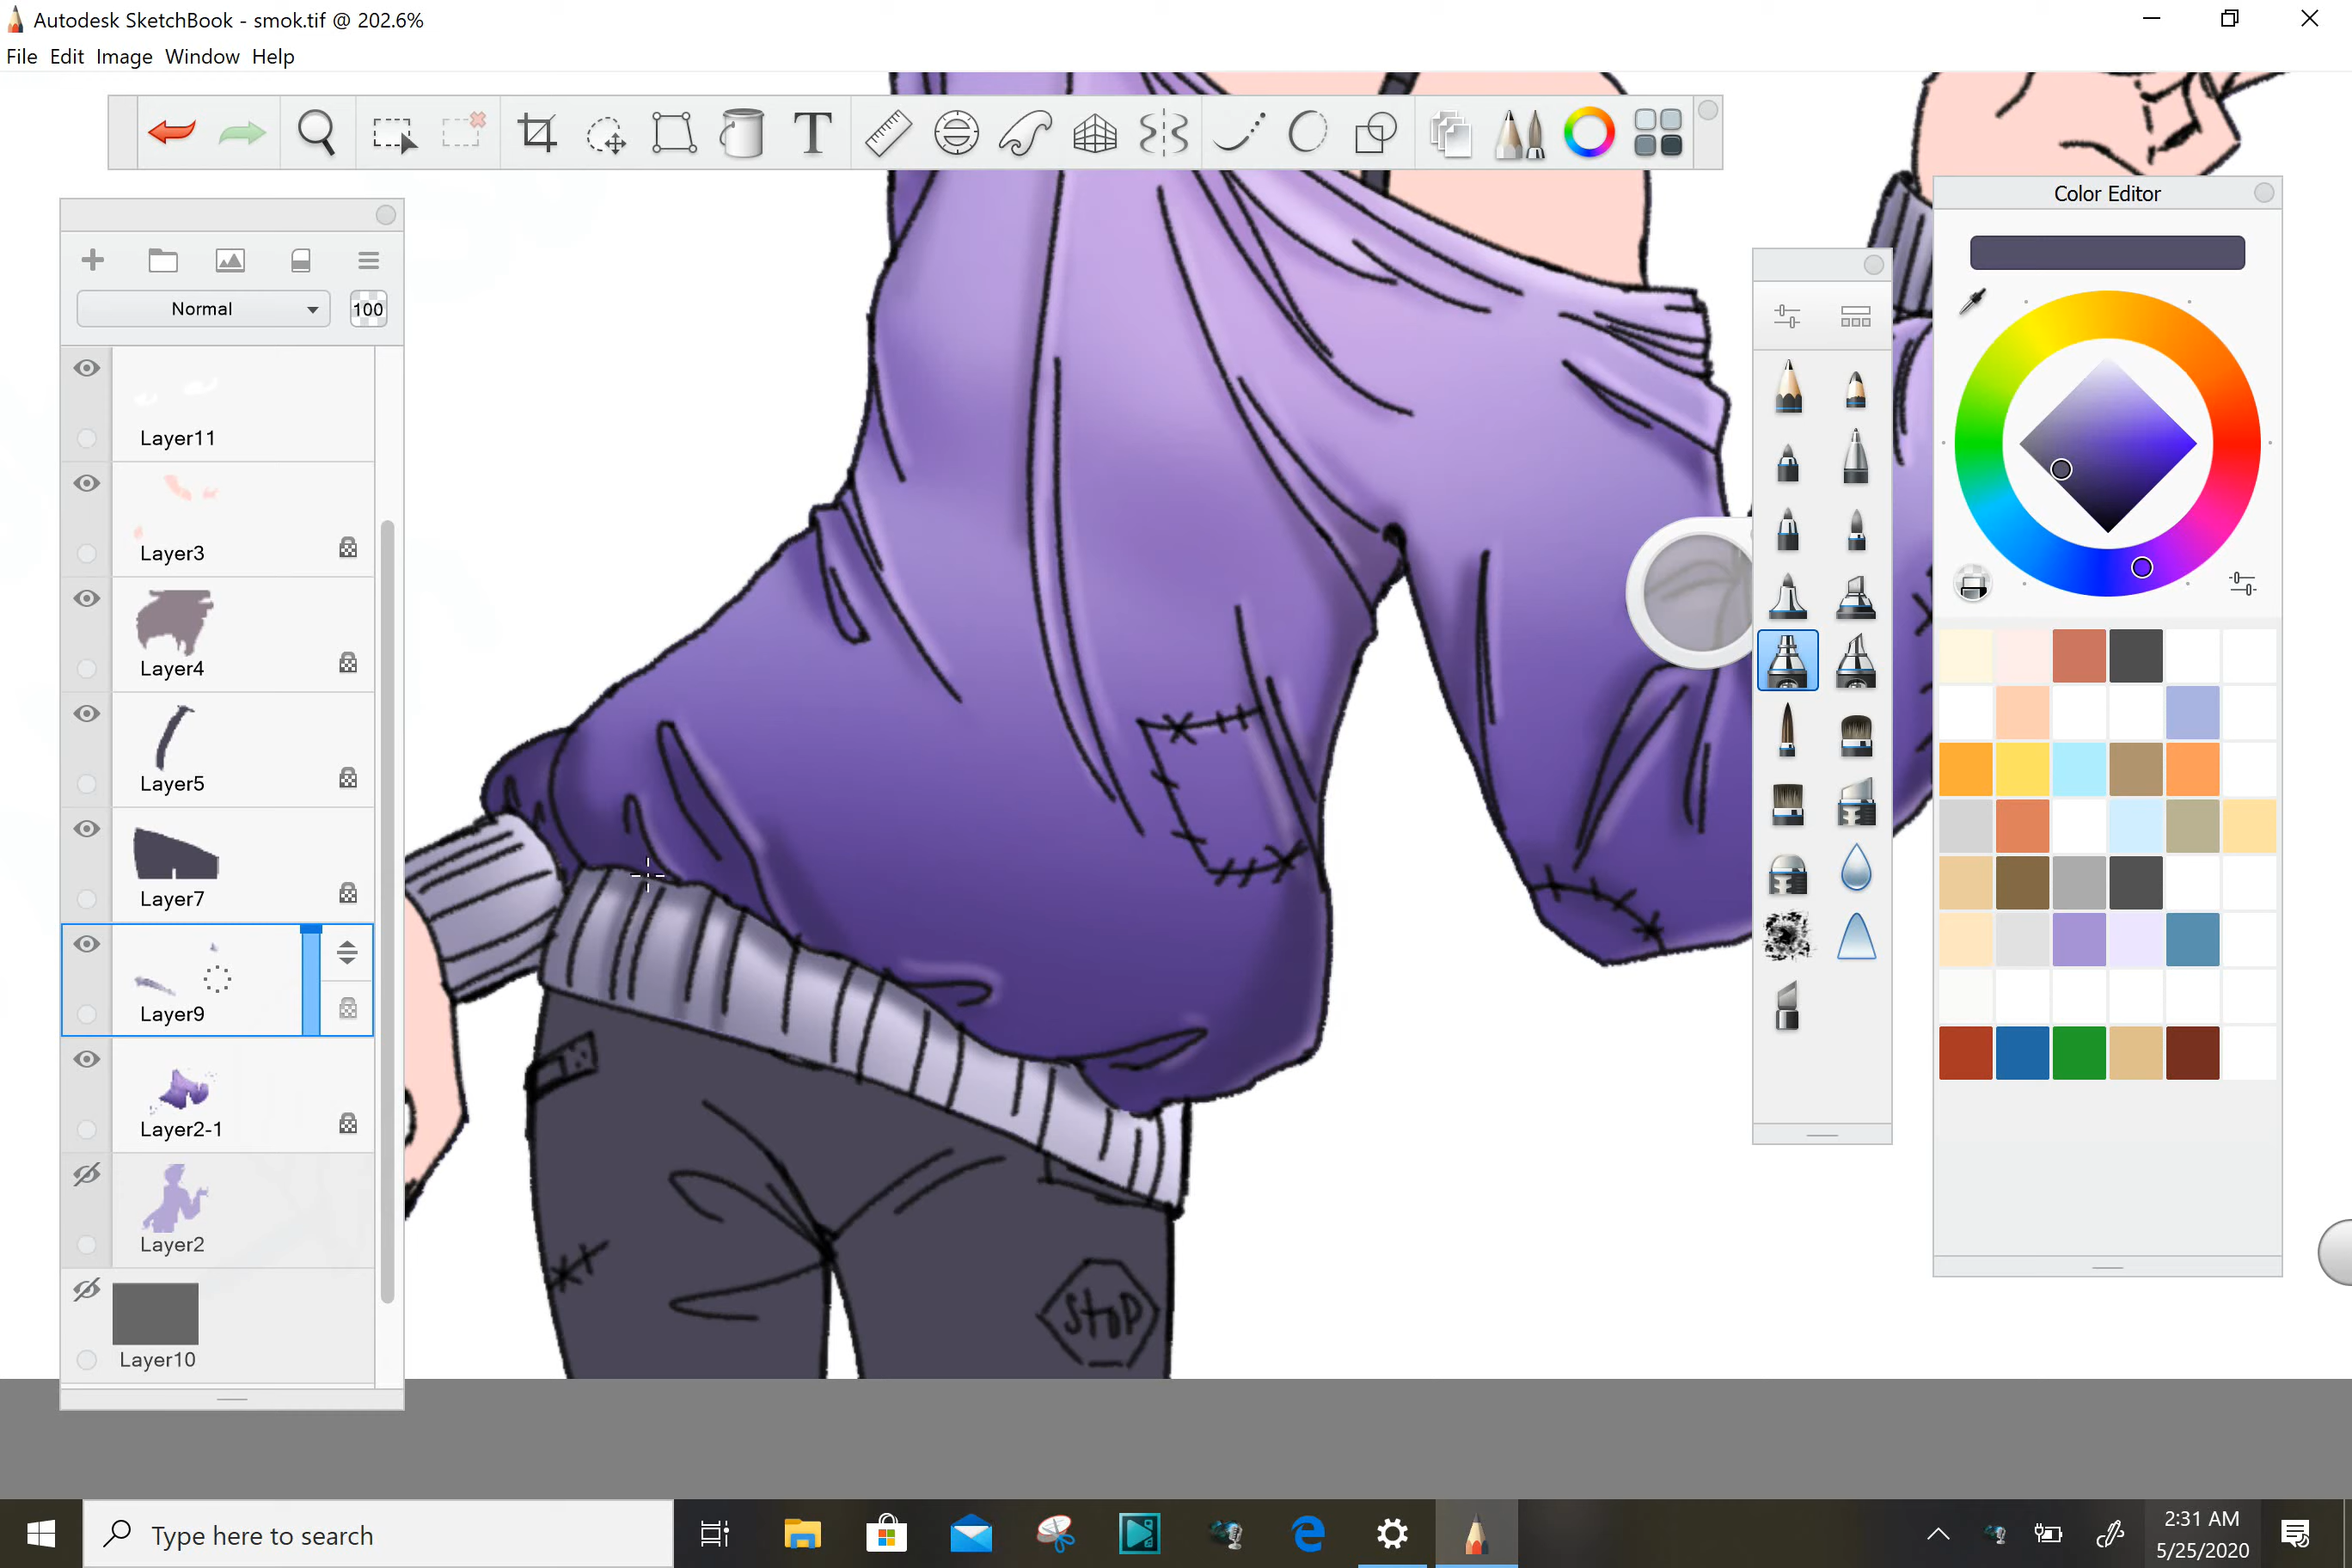 Autodesk SketchBook - smok.tif @ 202.6%
File Edit Image Window Help
T
Color Editor
Normal
100
Layer11
Layer3
Layer4
Layer5
Layer7
Layer9
Layer2-1
Layer2
Layer10
StoP
Type here to search
2:31 AM
5/25/2020